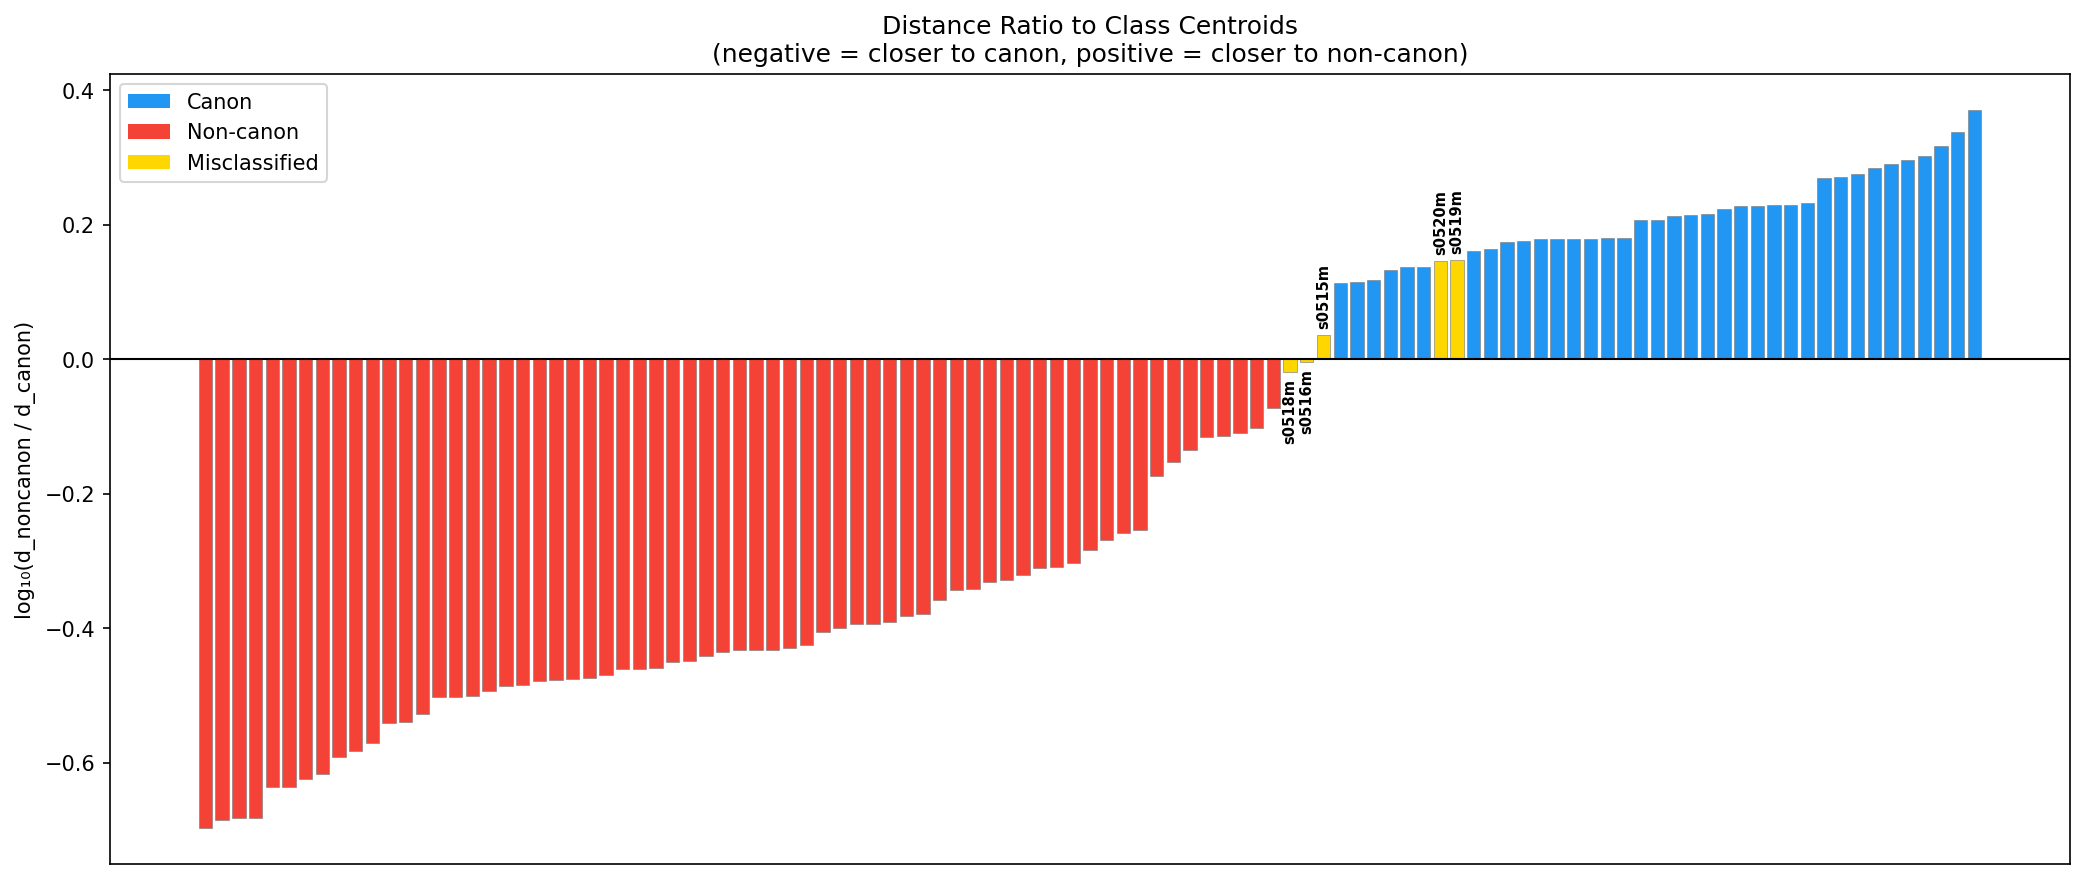 Distance Ratio to Class Centroids
(negative = closer to canon, positive = closer to non-canon)
Canon
Non-canon
Misclassified
log₁₀(d_noncanon / d_canon)
0.4
0.2
0.0
−0.2
−0.4
−0.6
s0518m
s0516m
s0515m
s0520m
s0519m